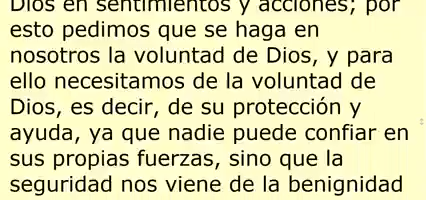 Dios en sentimientos y acciones; por
esto pedimos que se haga en
nosotros la voluntad de Dios, y para
ello necesitamos de la voluntad de
Dios, es decir, de su protección y
ayuda, ya que nadie puede confiar en
sus propias fuerzas, sino que la
seguridad nos viene de la benignidad